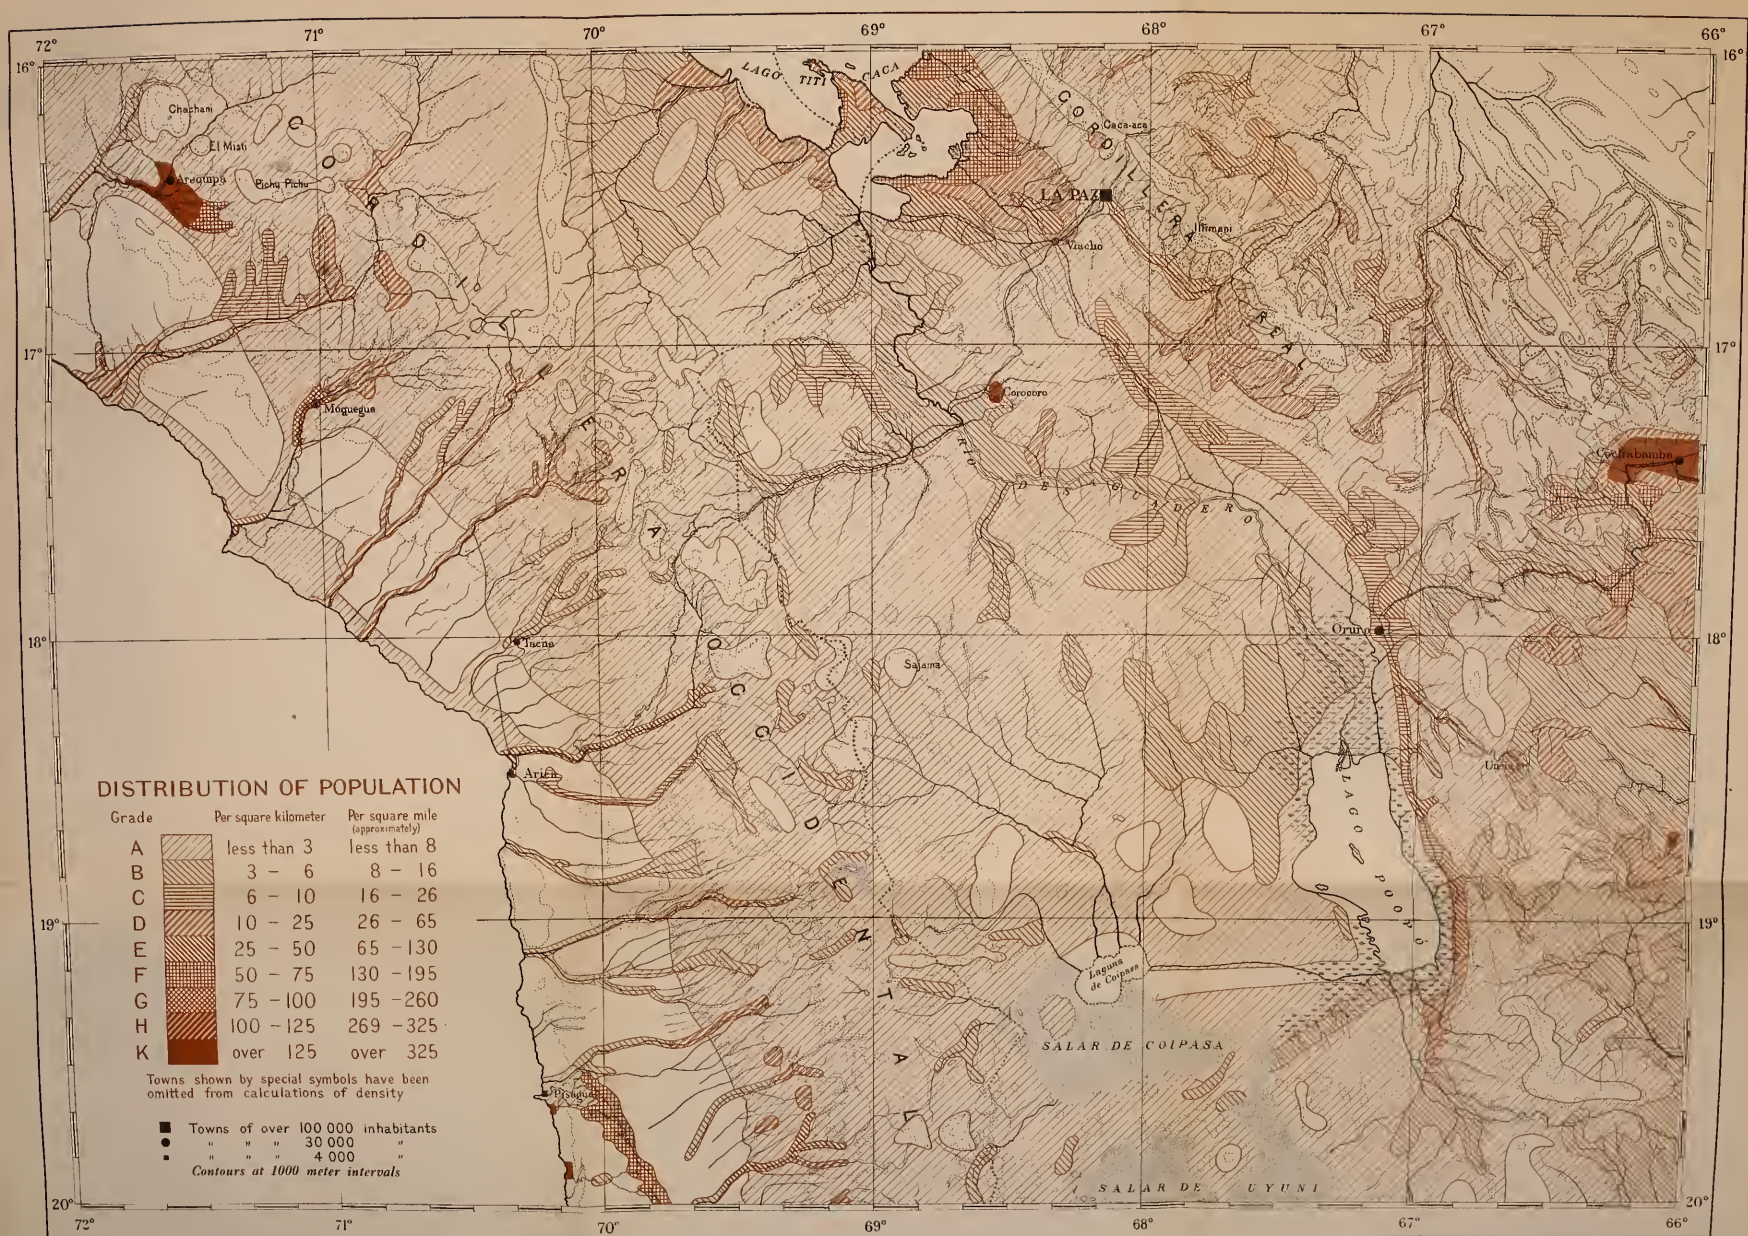 72° 71° 70° 69° 68° 67° 66°
72° 16° 16°
LAGO TITI CACA
CORDILLERA REAL
Chachani
Caca-aca
El Misti
Arequipa
Pichu Pichu
LA PAZ
Illimani
Viacho
CORDILLERA OCCIDENTAL
17° 17°
Corocoro
Moquegua
RIO DESAGUADERO
Cochabamba
18° 18°
Oruro
Tacna
Sajama
Arica
LAGO POOPÓ
DISTRIBUTION OF POPULATION
Grade Per square kilometer Per square mile
(approximately)
A less than 3 less than 8
B 3 – 6 8 – 16
C 6 – 10 16 – 26
D 10 – 25 26 – 65
E 25 – 50 65 – 130
F 50 – 75 130 – 195
G 75 – 100 195 – 260
H 100 – 125 269 – 325
K over 125 over 325
Towns shown by special symbols have been
omitted from calculations of density
Towns of over 100 000 inhabitants
" " " 30 000 "
" " " 4 000 "
Contours at 1000 meter intervals
19° 19°
Laguna
de Coipasa
SALAR DE COIPASA
Pisagua
SALAR DE UYUNI
20° 20°
72° 71° 70° 69° 68° 67° 66°